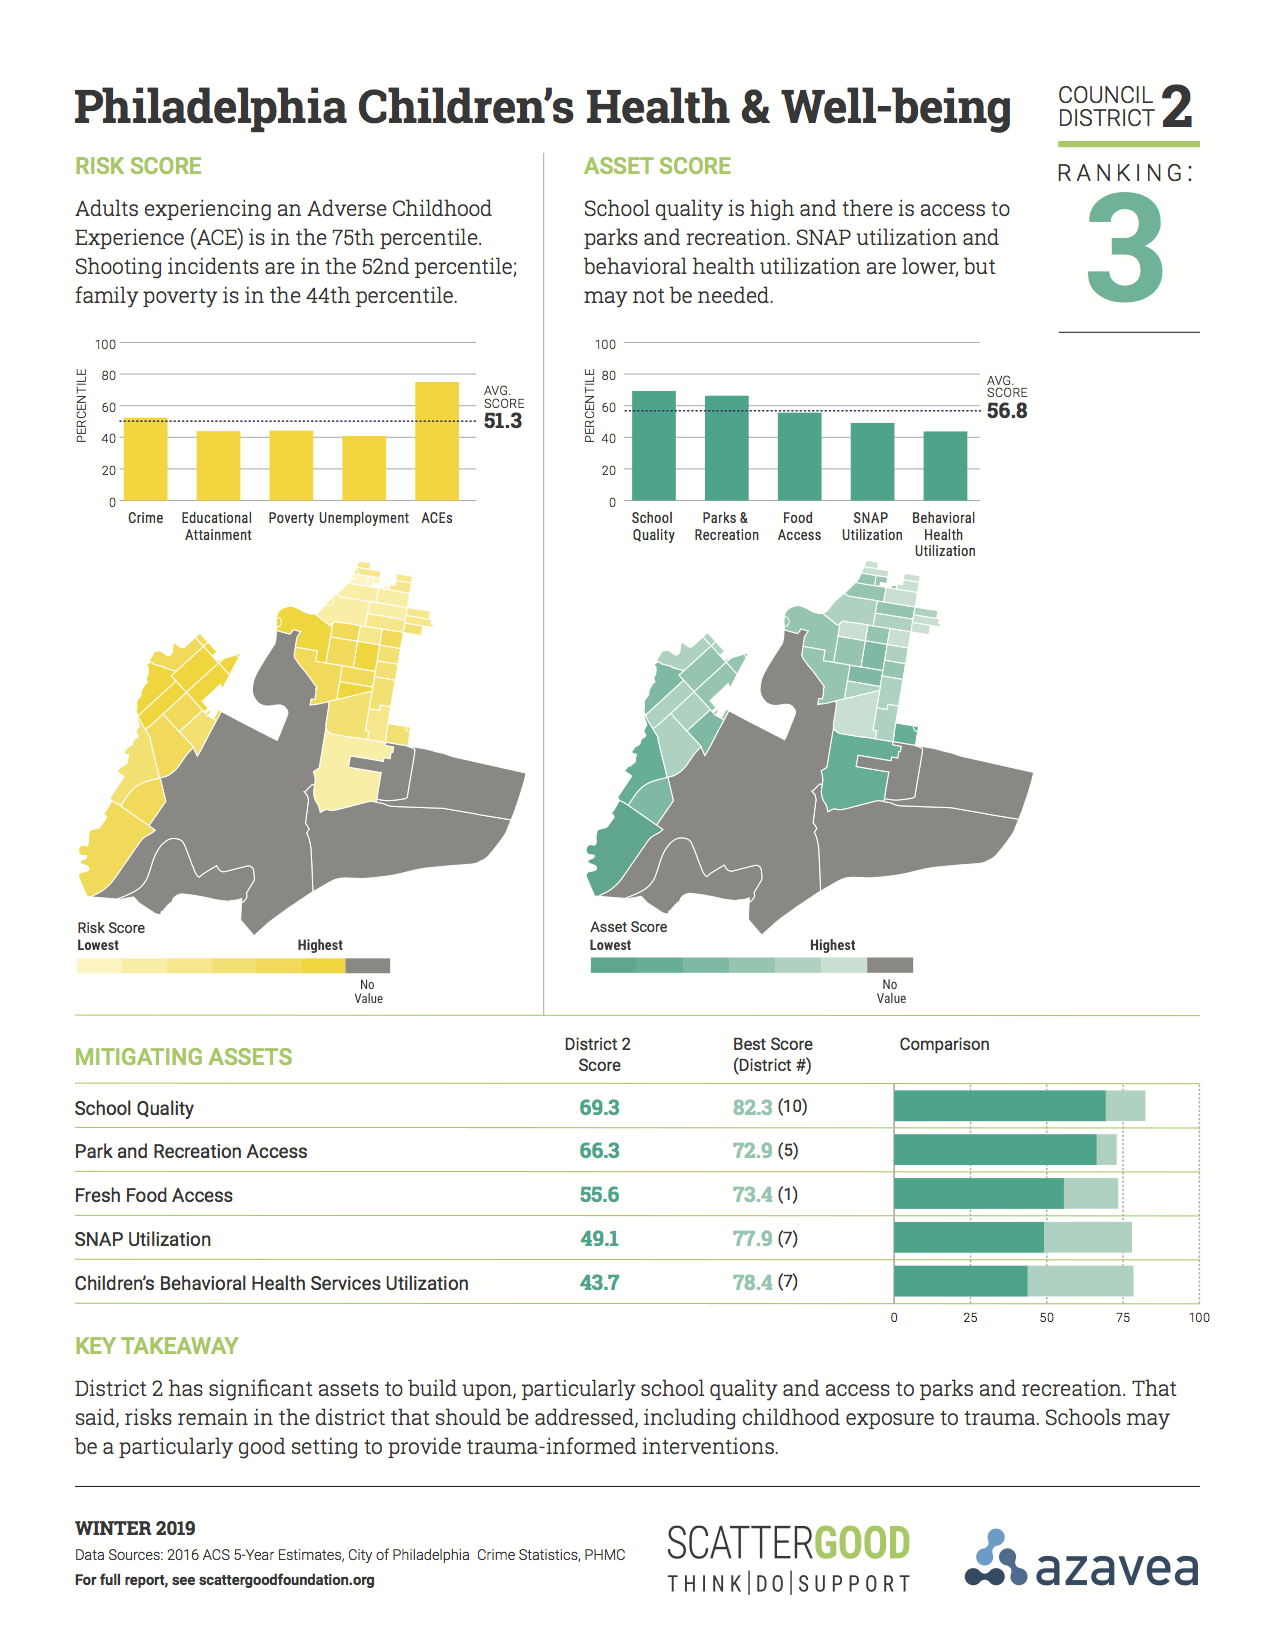 Philadelphia Children's Health & Well-being
COUNCIL
DISTRICT 2
RANKING:
3
RISK SCORE
Adults experiencing an Adverse Childhood
Experience (ACE) is in the 75th percentile.
Shooting incidents are in the 52nd percentile;
family poverty is in the 44th percentile.
PERCENTILE
100
80
60
40
20
0
AVG.
SCORE
51.3
Crime Educational Attainment Poverty Unemployment ACEs
ASSET SCORE
School quality is high and there is access to
parks and recreation. SNAP utilization and
behavioral health utilization are lower, but
may not be needed.
PERCENTILE
100
80
60
40
20
0
AVG.
SCORE
56.8
School Quality Parks & Recreation Food Access SNAP Utilization Behavioral Health Utilization
Risk Score
Lowest Highest
No
Value
Asset Score
Lowest Highest
No
Value
MITIGATING ASSETS
District 2
Score
Best Score
(District #)
Comparison
School Quality 69.3 82.3 (10)
Park and Recreation Access 66.3 72.9 (5)
Fresh Food Access 55.6 73.4 (1)
SNAP Utilization 49.1 77.9 (7)
Children's Behavioral Health Services Utilization 43.7 78.4 (7)
0 25 50 75 100
KEY TAKEAWAY
District 2 has significant assets to build upon, particularly school quality and access to parks and recreation. That
said, risks remain in the district that should be addressed, including childhood exposure to trauma. Schools may
be a particularly good setting to provide trauma-informed interventions.
WINTER 2019
Data Sources: 2016 ACS 5-Year Estimates, City of Philadelphia Crime Statistics, PHMC
For full report, see scattergoodfoundation.org
SCATTERGOOD
THINK|DO|SUPPORT
azavea